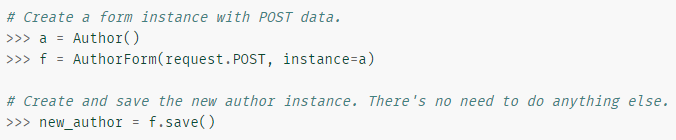 # Create a form instance with POST data.
>>> a = Author()
>>> f = AuthorForm(request.POST, instance=a)
# Create and save the new author instance. There's no need to do anything else.
>>> new_author = f.save()